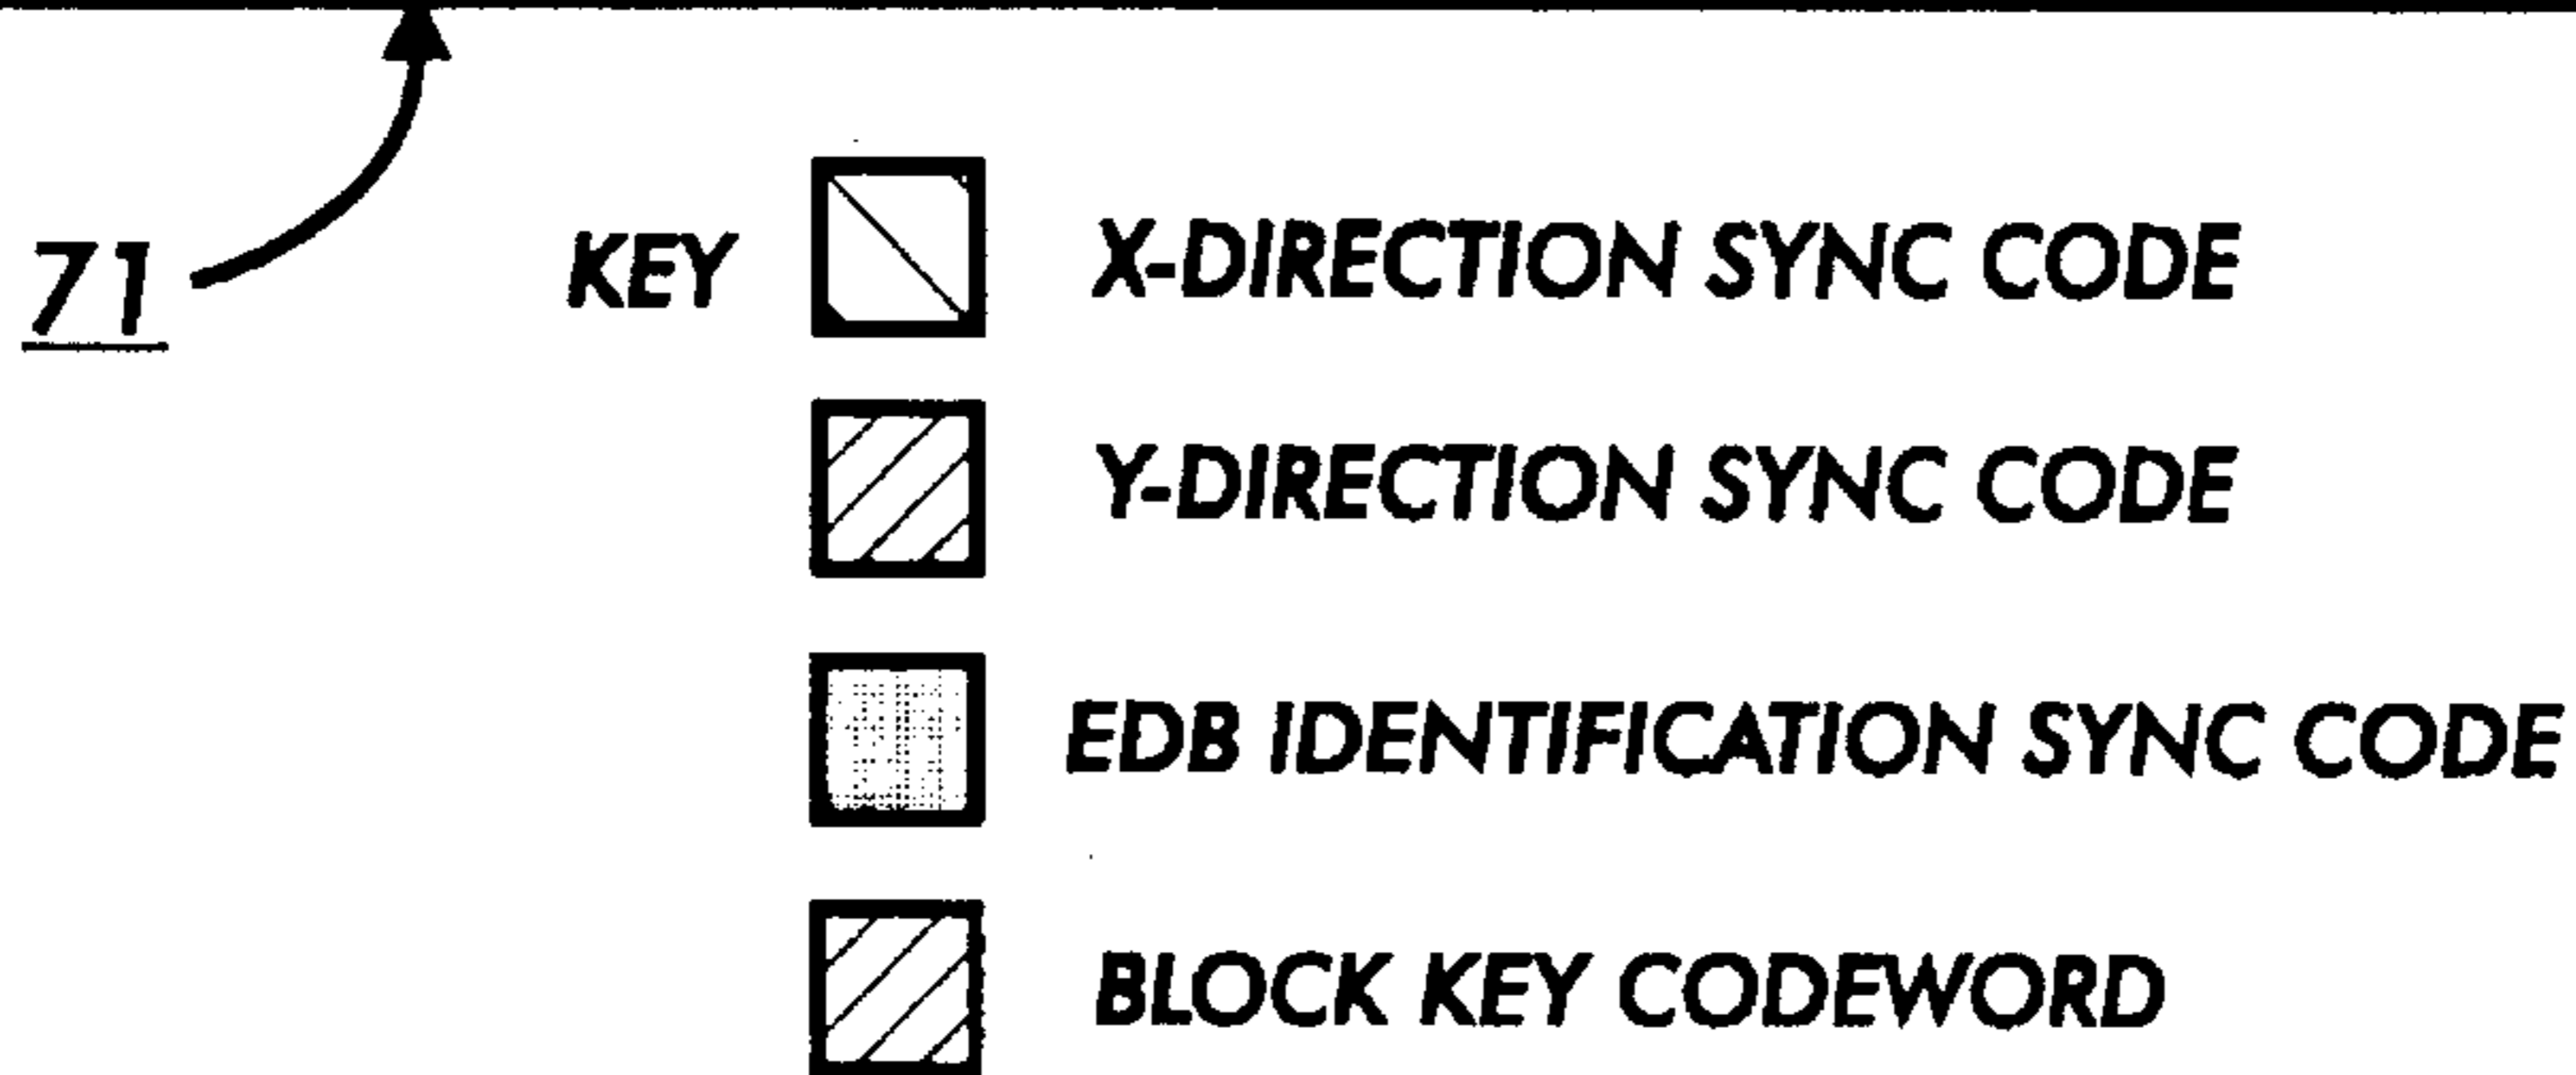 71
KEY
X-DIRECTION SYNC CODE
Y-DIRECTION SYNC CODE
EDB IDENTIFICATION SYNC CODE
BLOCK KEY CODEWORD